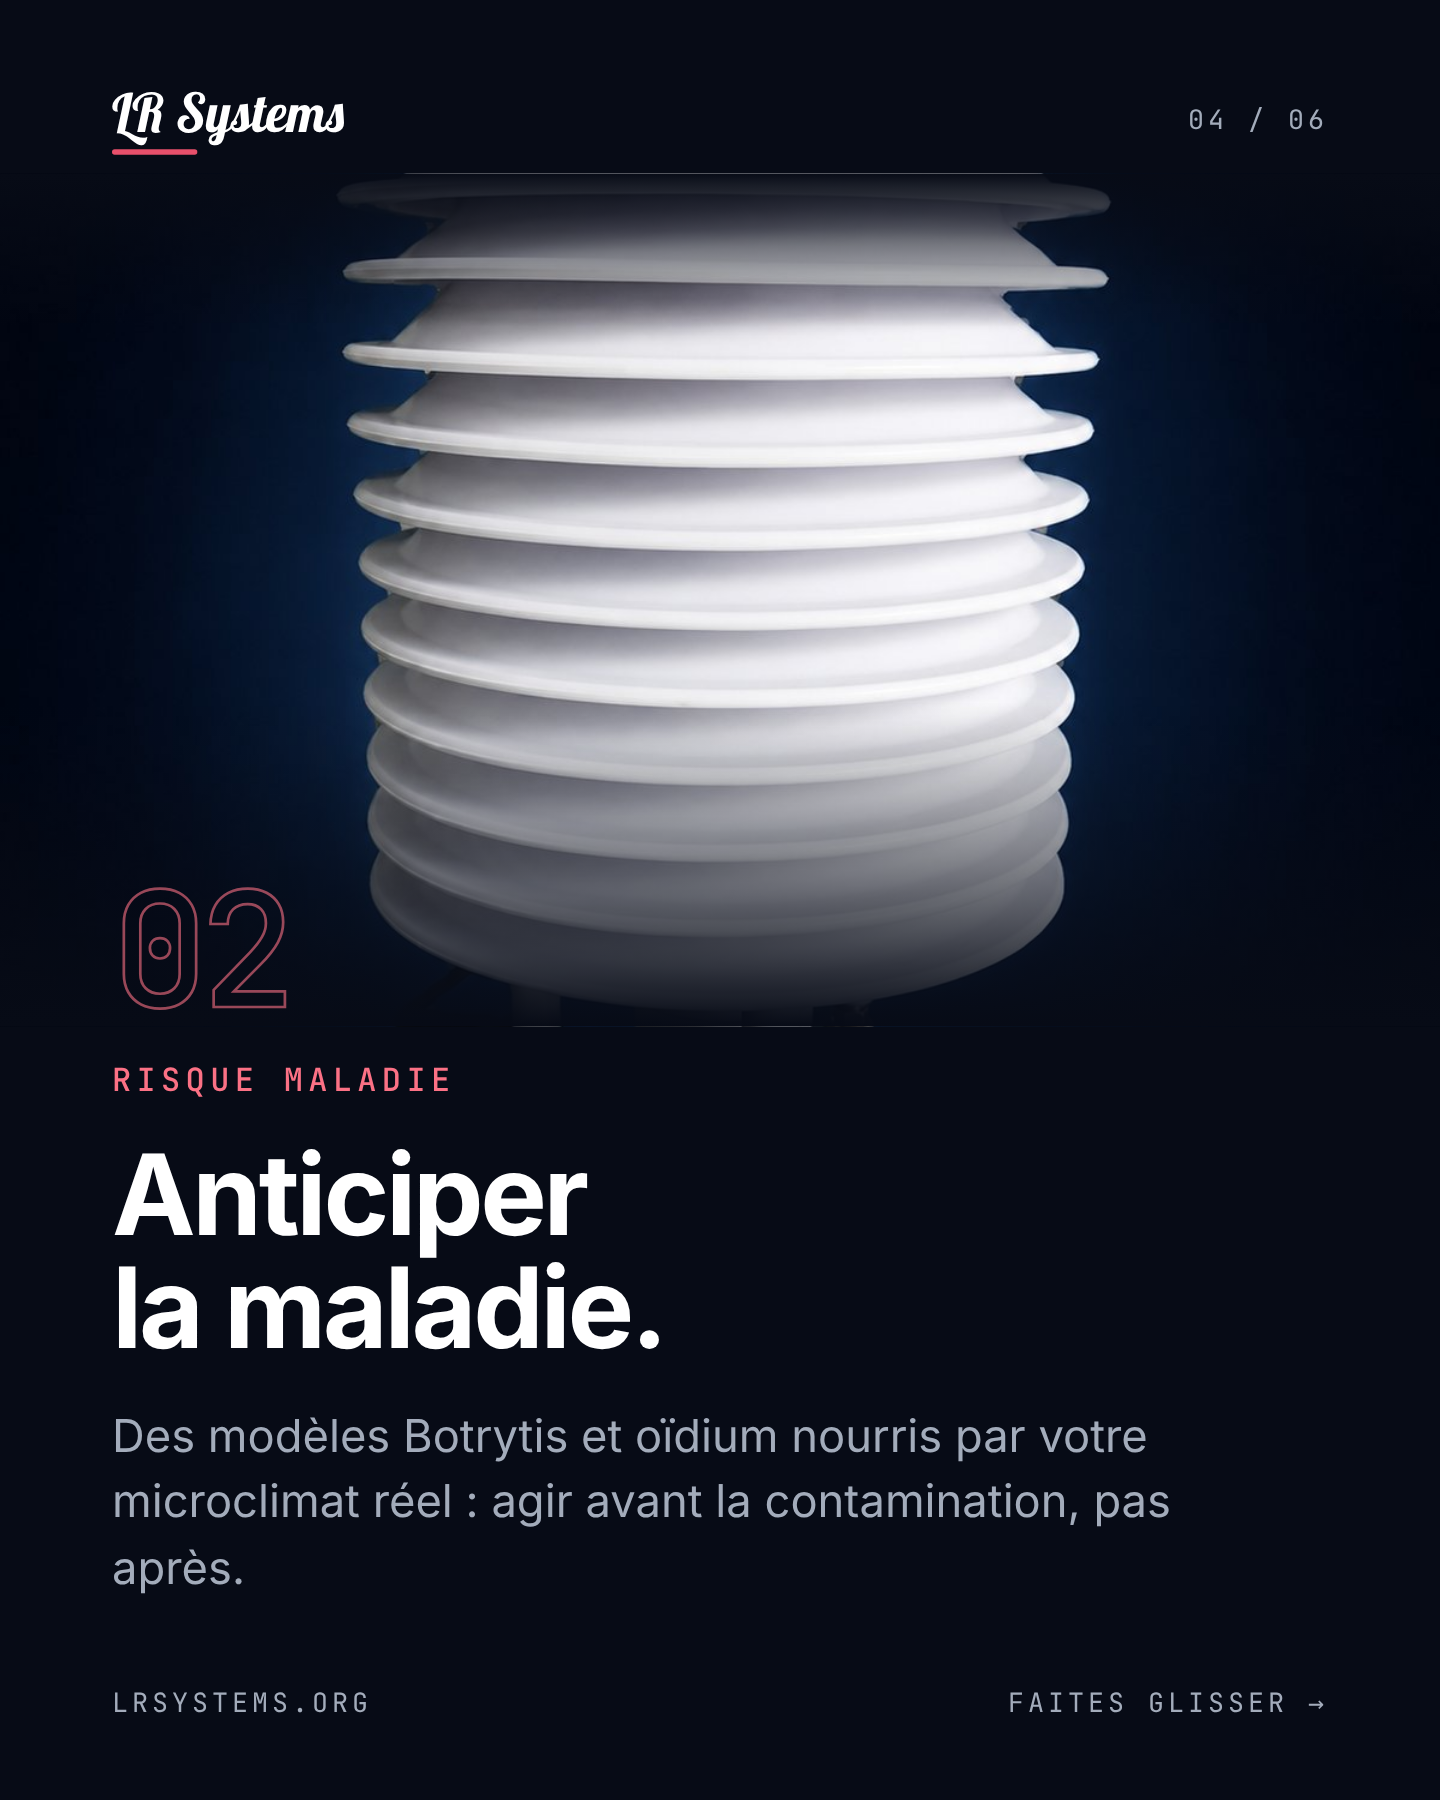 LR Systems
04 / 06
02
RISQUE MALADIE
Anticiper
la maladie.
Des modèles Botrytis et oïdium nourris par votre
microclimat réel : agir avant la contamination, pas
après.
LRSYSTEMS.ORG
FAITES GLISSER →